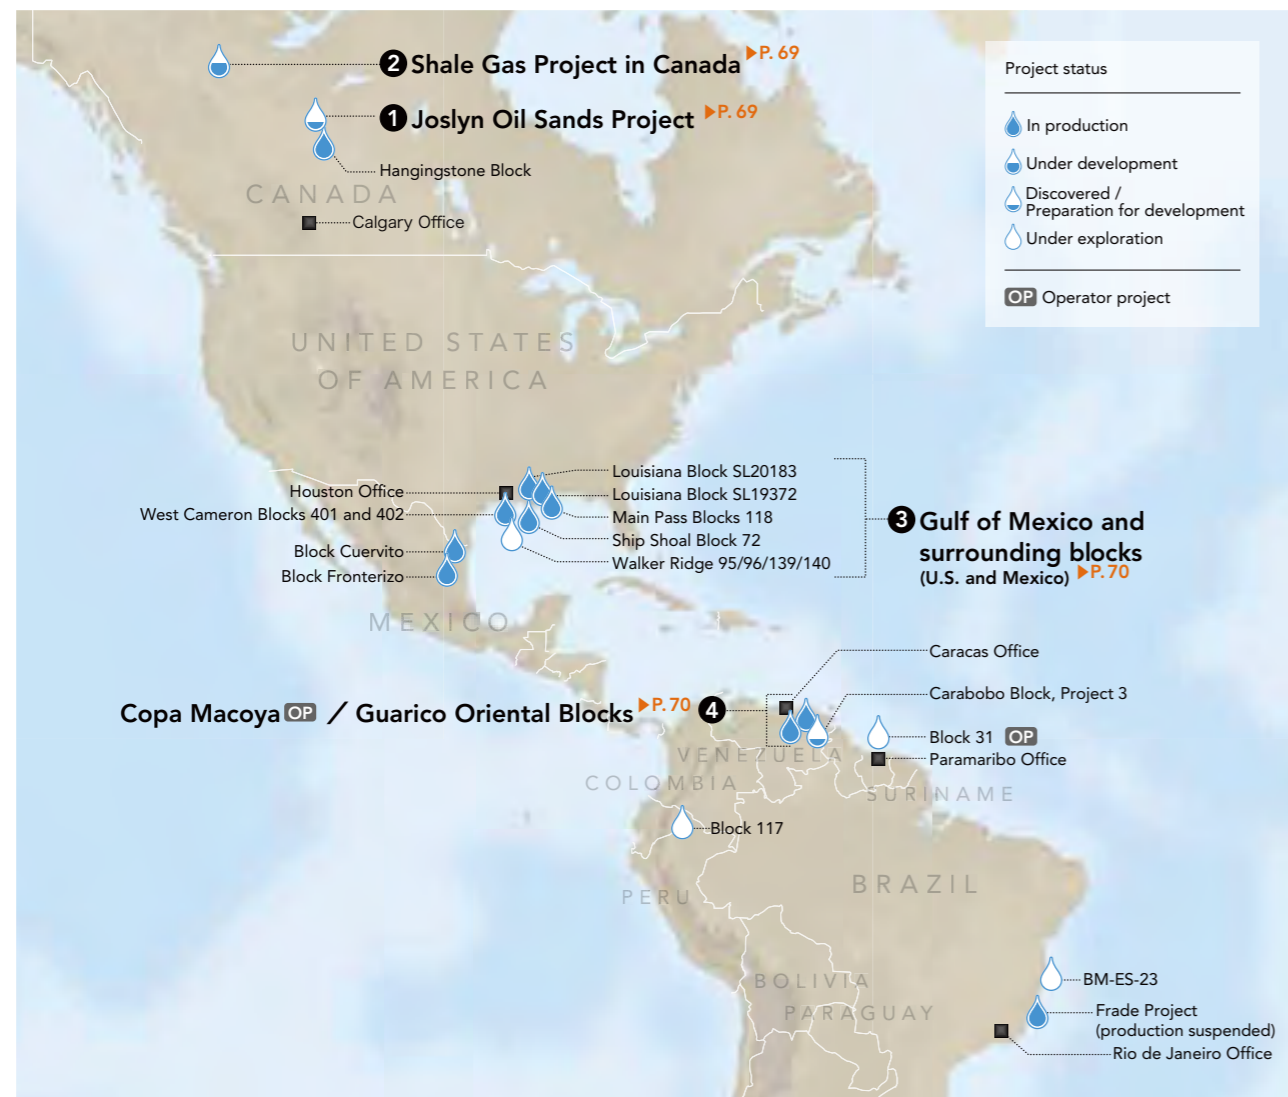 ❷ Shale Gas Project in Canada ▶P. 69
❶ Joslyn Oil Sands Project ▶P. 69
Hangingstone Block
CANADA
Calgary Office
Project status
In production
Under development
Discovered /
Preparation for development
Under exploration
OP Operator project
UNITED STATES
OF AMERICA
Houston Office
West Cameron Blocks 401 and 402
Block Cuervito
Block Fronterizo
Louisiana Block SL20183
Louisiana Block SL19372
Main Pass Blocks 118
Ship Shoal Block 72
Walker Ridge 95/96/139/140
❸ Gulf of Mexico and
surrounding blocks
(U.S. and Mexico) ▶P. 70
MEXICO
Copa Macoya OP / Guarico Oriental Blocks ▶P. 70 ❹
Caracas Office
Carabobo Block, Project 3
Block 31 OP
Paramaribo Office
VENEZUELA
COLOMBIA
SURINAME
Block 117
PERU
BRAZIL
BOLIVIA
PARAGUAY
BM-ES-23
Frade Project
(production suspended)
Rio de Janeiro Office